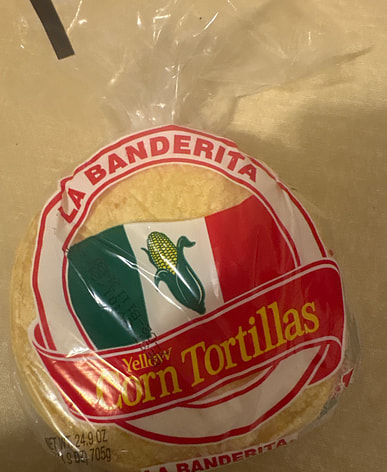 LA BANDERITA
Yellow
Corn Tortillas
NET WT. 24.9 OZ
705g
LA BANDERITA